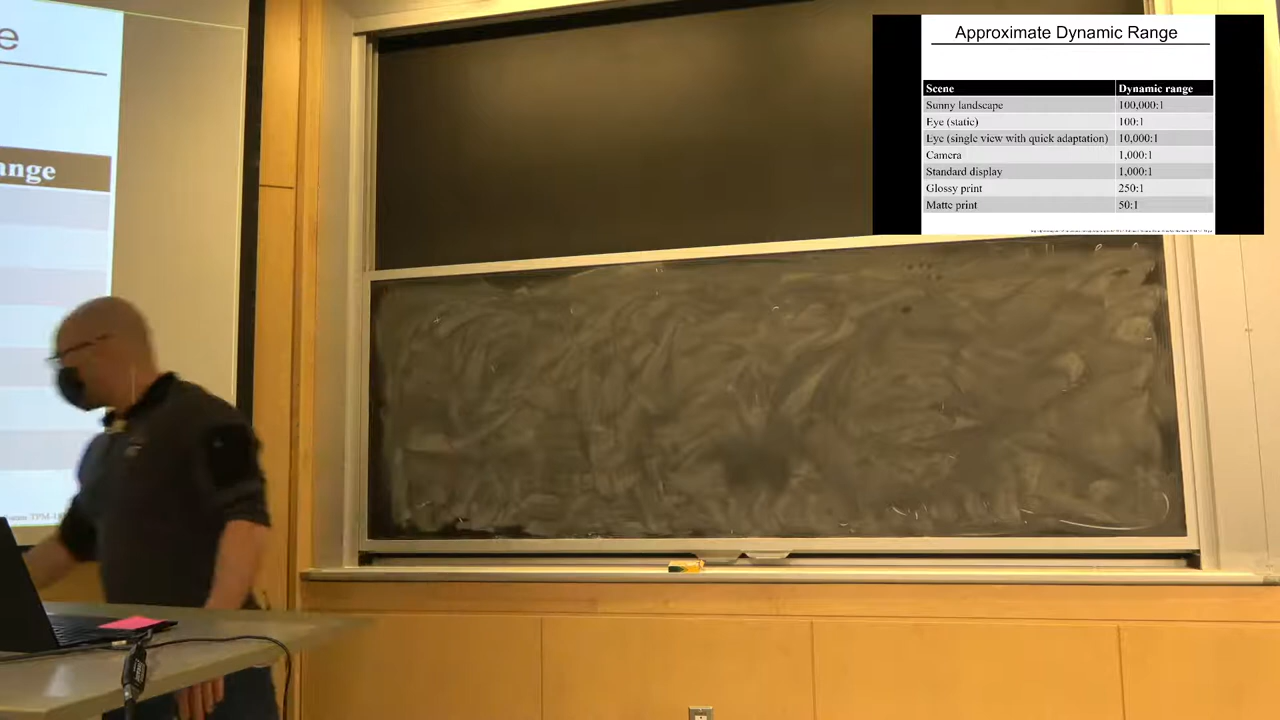 e
ange
TPM-18
Approximate Dynamic Range
Scene Dynamic range
Sunny landscape 100,000:1
Eye (static) 100:1
Eye (single view with quick adaptation) 10,000:1
Camera 1,000:1
Standard display 1,000:1
Glossy print 250:1
Matte print 50:1